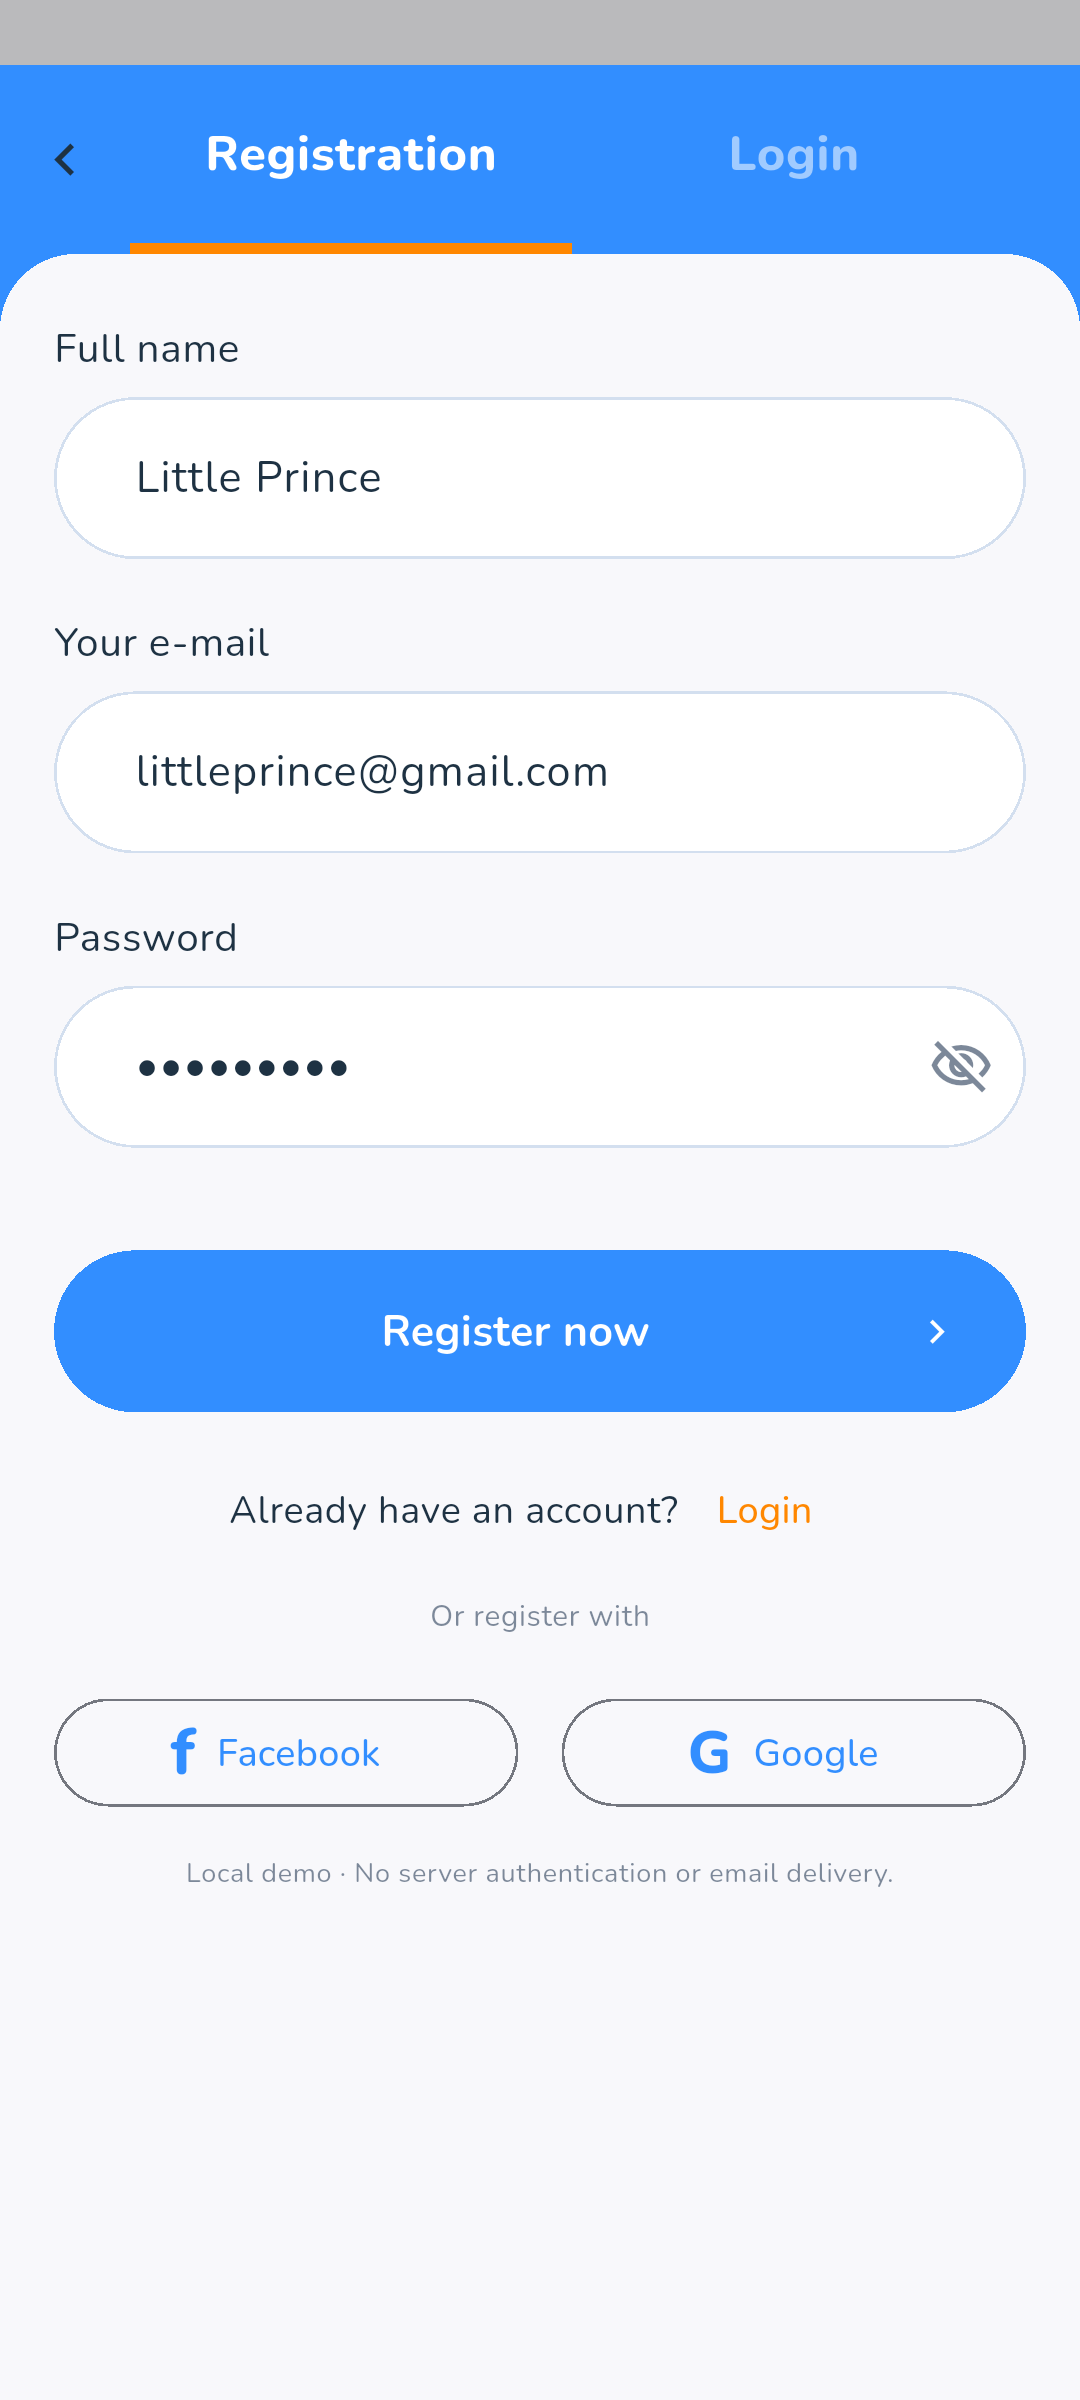 Registration
Login
Full name
Little Prince
Your e-mail
littleprince@gmail.com
Password
•••••••••
Register now
Already have an account? Login
Or register with
f Facebook
G Google
Local demo · No server authentication or email delivery.